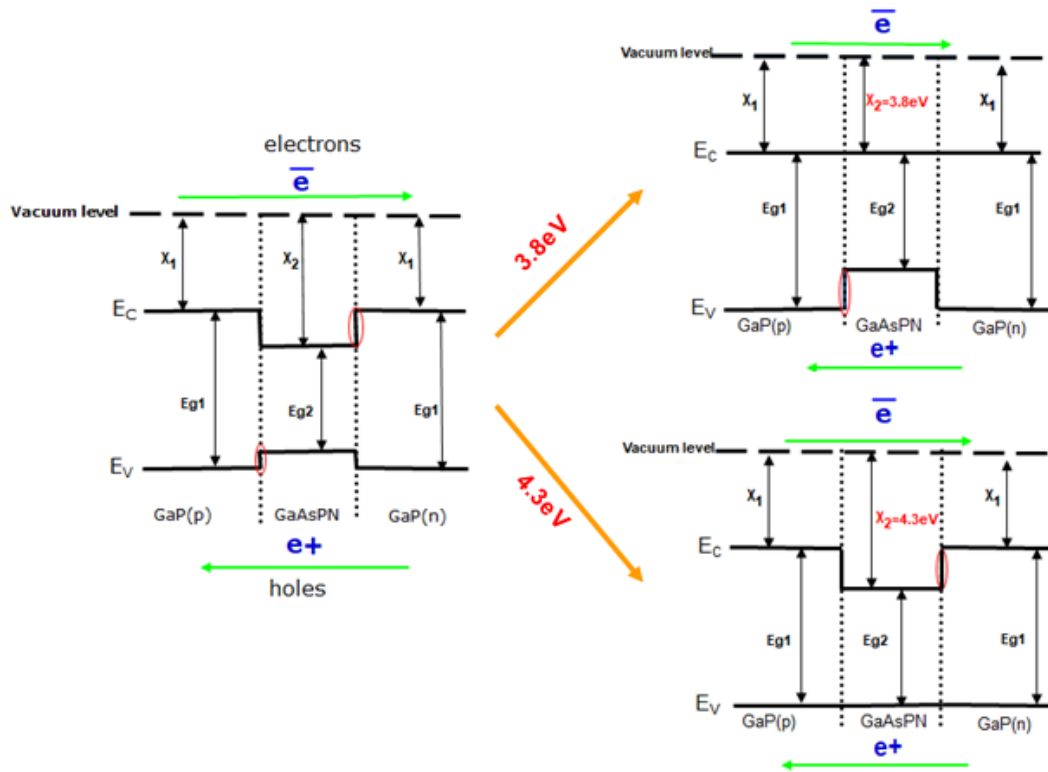 electrons
e
Vacuum level
χ1
χ2
χ1
EC
Eg1
Eg2
Eg1
EV
GaP(p)
GaAsPN
GaP(n)
e+
holes
3.8eV
4.3eV
e
Vacuum level
χ1
χ2=3.8eV
χ1
EC
Eg1
Eg2
Eg1
EV
GaP(p)
GaAsPN
GaP(n)
e+
e
Vacuum level
χ1
χ2=4.3eV
χ1
EC
Eg1
Eg2
Eg1
EV
GaP(p)
GaAsPN
GaP(n)
e+